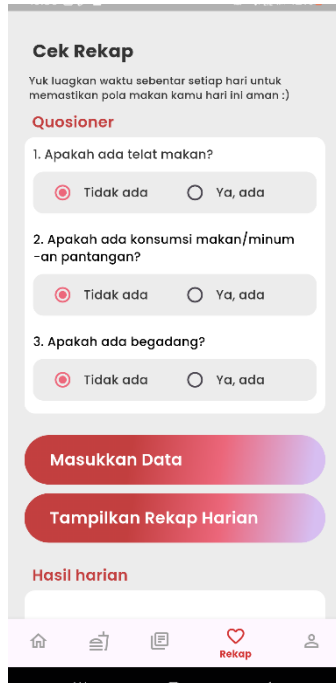 Cek Rekap
Yuk luagkan waktu sebentar setiap hari untuk
memastikan pola makan kamu hari ini aman :)
Quosioner
1. Apakah ada telat makan?
Tidak ada Ya, ada
2. Apakah ada konsumsi makan/minum
-an pantangan?
Tidak ada Ya, ada
3. Apakah ada begadang?
Tidak ada Ya, ada
Masukkan Data
Tampilkan Rekap Harian
Hasil harian
Rekap